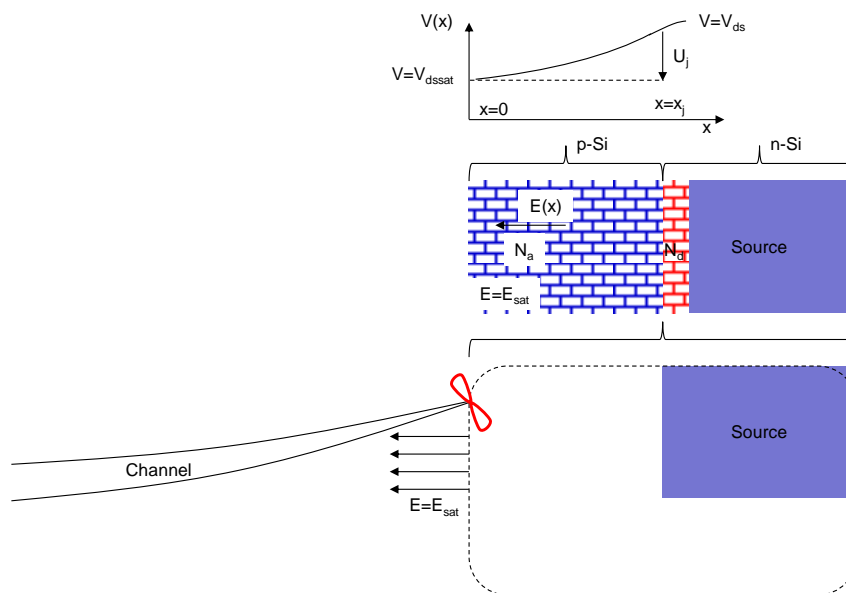 V(x)
V=V_ds
U_j
V=V_dssat
x=0
x=x_j
x
p-Si
n-Si
E(x)
N_a
N_d
Source
E=E_sat
Source
Channel
E=E_sat